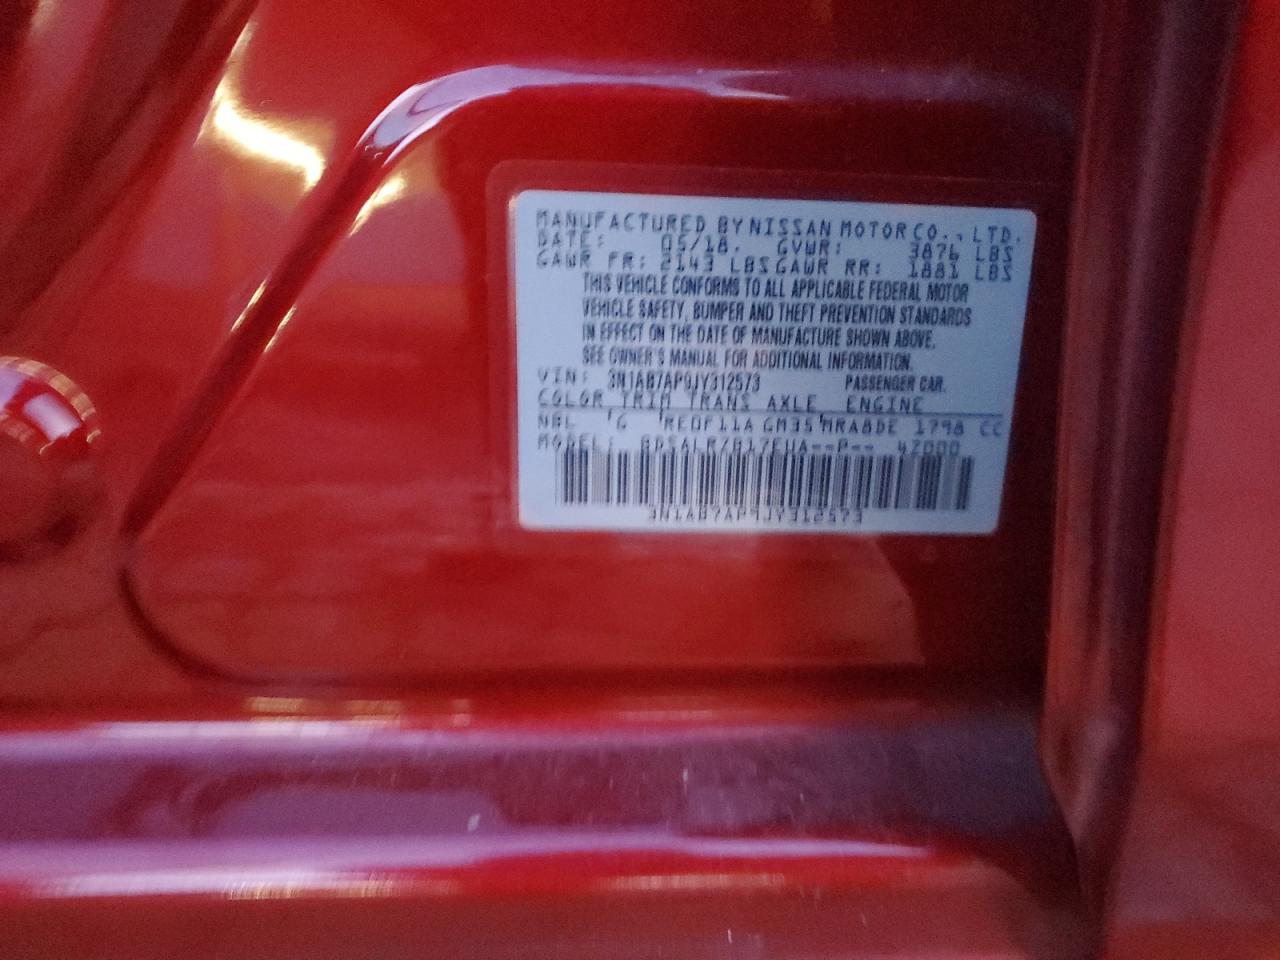 MANUFACTURED BY NISSAN MOTOR CO., LTD.
DATE: 05/18. GVWR: 3876 LBS
GAWR FR: 2143 LBS GAWR RR: 1881 LBS
THIS VEHICLE CONFORMS TO ALL APPLICABLE FEDERAL MOTOR
VEHICLE SAFETY, BUMPER AND THEFT PREVENTION STANDARDS
IN EFFECT ON THE DATE OF MANUFACTURE SHOWN ABOVE.
SEE OWNER'S MANUAL FOR ADDITIONAL INFORMATION.
VIN: 3N1AB7AP9JY312573 PASSENGER CAR.
COLOR TRIM TRANS AXLE ENGINE
NBL G RE0F11A GM35 MRA8DE 1798 CC
MODEL:
3N1AB7AP9JY312573